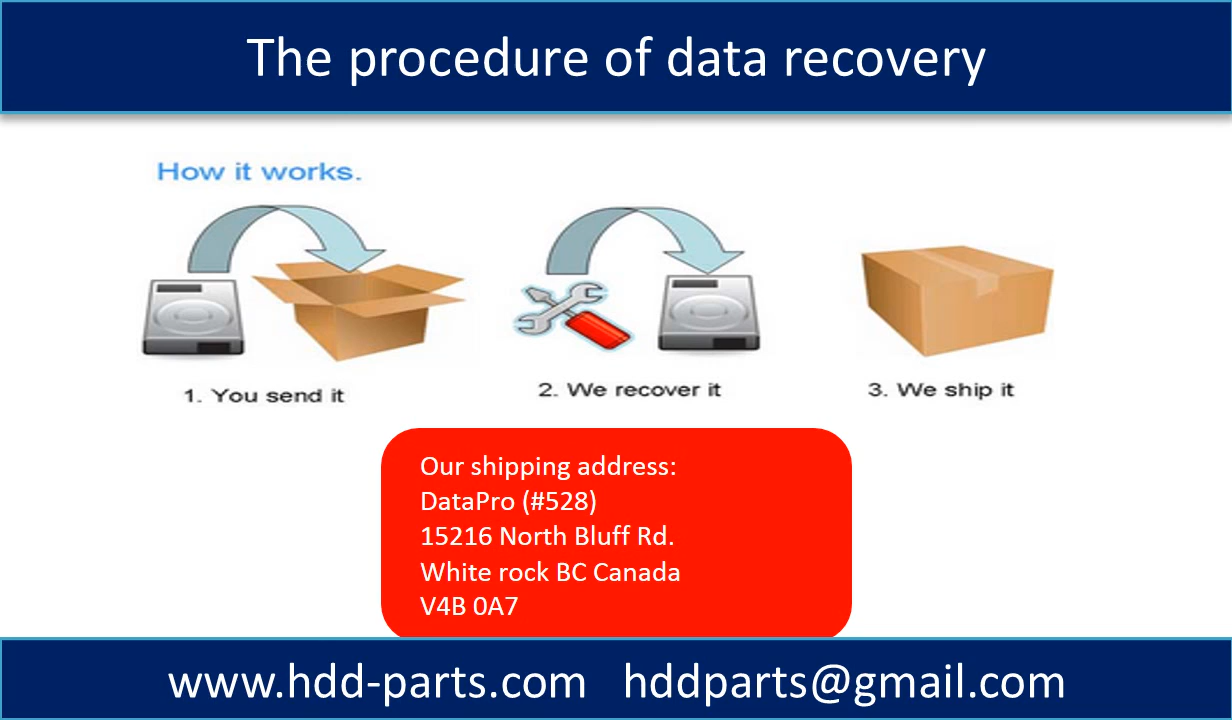 The procedure of data recovery
How it works.
1. You send it
2. We recover it
3. We ship it
Our shipping address:
DataPro (#528)
15216 North Bluff Rd.
White rock BC Canada
V4B 0A7
www.hdd-parts.com hddparts@gmail.com